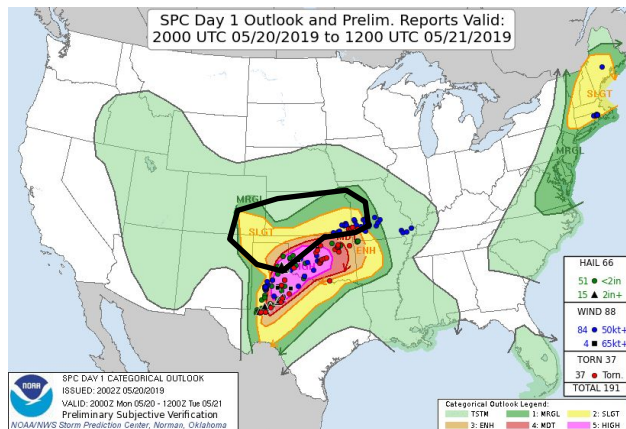 SPC Day 1 Outlook and Prelim. Reports Valid:
2000 UTC 05/20/2019 to 1200 UTC 05/21/2019
SLGT
MRGL
MRGL
SLGT
MDT
ENH
HAIL 66
51 ● <2in
15 ▲ 2in+
WIND 88
84 ● 50kt+
4 ■ 65kt+
TORN 37
37 ● Torn.
TOTAL 191
NOAA
SPC DAY 1 CATEGORICAL OUTLOOK
ISSUED: 2002Z 05/20/2019
VALID: 2000Z Mon 05/20 - 1200Z Tue 05/21
Preliminary Subjective Verification
NOAA/NWS Storm Prediction Center, Norman, Oklahoma
Categorical Outlook Legend:
TSTM 1: MRGL 2: SLGT
3: ENH 4: MDT 5: HIGH